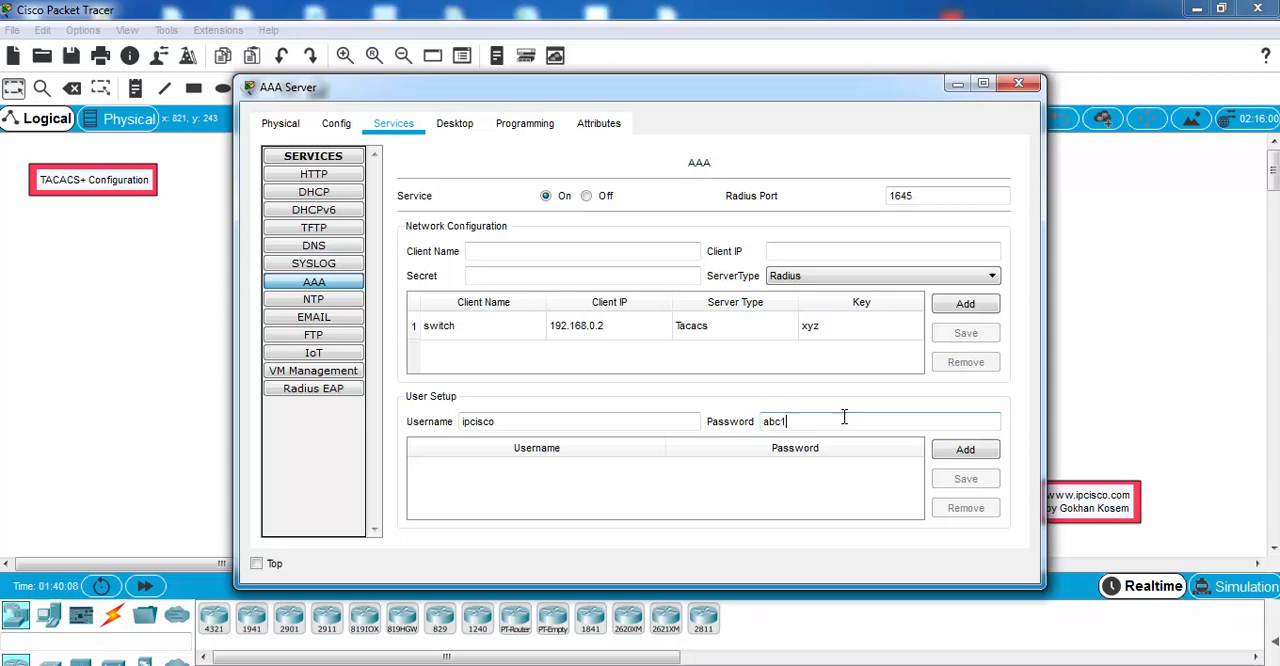 Cisco Packet Tracer
File Edit Options View Tools Extensions Help
?
Logical Physical x: 821, y: 243
02:16:00
TACACS+ Configuration
AAA Server
Physical Config Services Desktop Programming Attributes
SERVICES
HTTP
DHCP
DHCPv6
TFTP
DNS
SYSLOG
AAA
NTP
EMAIL
FTP
IoT
VM Management
Radius EAP
AAA
Service On Off Radius Port 1645
Network Configuration
Client Name Client IP
Secret ServerType Radius
Client Name Client IP Server Type Key
1 switch 192.168.0.2 Tacacs xyz
Add
Save
Remove
User Setup
Username ipcisco Password abc1
Username Password
Add
Save
Remove
Top
www.ipcisco.com
by Gokhan Kosem
Time: 01:40:08
Realtime Simulation
4321 1941 2901 2911 819IOX 819HGW 829 1240 PT-Router PT-Empty 1841 2620XM 2621XM 2811